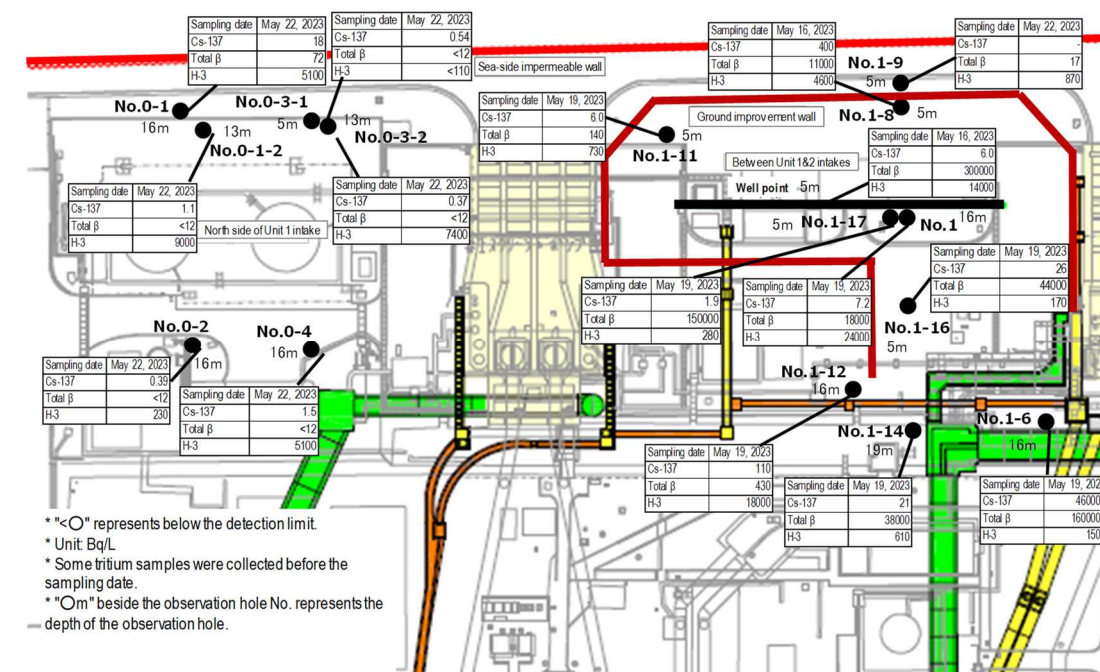 Sampling date May 22, 2023
Cs-137 18
Total β 72
H-3 5100
Sampling date May 22, 2023
Cs-137 0.54
Total β <12
H-3 <110
Sea-side impermeable wall
Sampling date May 16, 2023
Cs-137 400
Total β 11000
H-3 4600
Sampling date May 22, 2023
Cs-137 -
Total β 17
H-3 870
No.0-1
16m
No.0-1-2
13m
No.0-3-1
5m
13m
No.0-3-2
Sampling date May 19, 2023
Cs-137 6.0
Total β 140
H-3 730
5m
No.1-11
Ground improvement wall
No.1-9
5m
No.1-8
5m
Between Unit 1&2 intakes
Sampling date May 16, 2023
Cs-137 6.0
Total β 300000
H-3 14000
Well point 5m
5m No.1-17
No.1 16m
Sampling date May 22, 2023
Cs-137 1.1
Total β <12
H-3 9000
North side of Unit 1 intake
Sampling date May 22, 2023
Cs-137 0.37
Total β <12
H-3 7400
Sampling date May 19, 2023
Cs-137 1.9
Total β 150000
H-3 280
Sampling date May 19, 2023
Cs-137 7.2
Total β 18000
H-3 24000
Sampling date May 19, 2023
Cs-137 26
Total β 44000
H-3 170
No.1-16
5m
No.0-2
16m
No.0-4
16m
Sampling date May 22, 2023
Cs-137 0.39
Total β <12
H-3 230
Sampling date May 22, 2023
Cs-137 1.5
Total β <12
H-3 5100
No.1-12
16m
No.1-14
19m
No.1-6
16m
Sampling date May 19, 2023
Cs-137 110
Total β 430
H-3 18000
Sampling date May 19, 2023
Cs-137 21
Total β 38000
H-3 610
Sampling date May 19, 202
Cs-137 46000
Total β 160000
H-3 150
* "<○" represents below the detection limit.
* Unit: Bq/L
* Some tritium samples were collected before the
sampling date.
* "○m" beside the observation hole No. represents the
depth of the observation hole.